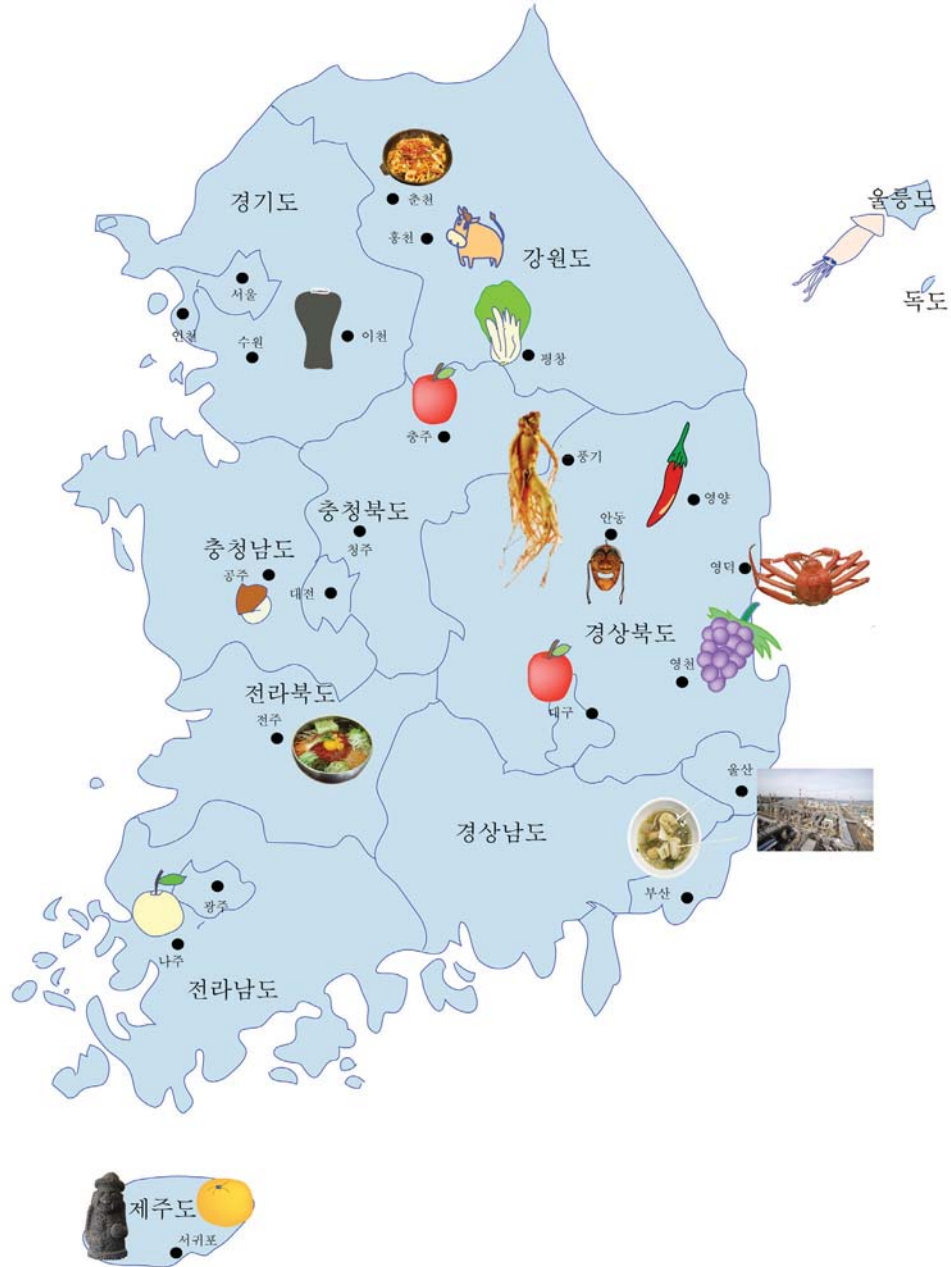 경기도
춘천
홍천
강원도
울릉도
독도
서울
인천
수원
이천
평창
충주
풍기
영양
충청북도
청주
안동
충청남도
공주
대전
영덕
경상북도
영천
대구
전라북도
전주
울산
경상남도
부산
광주
나주
전라남도
제주도
서귀포